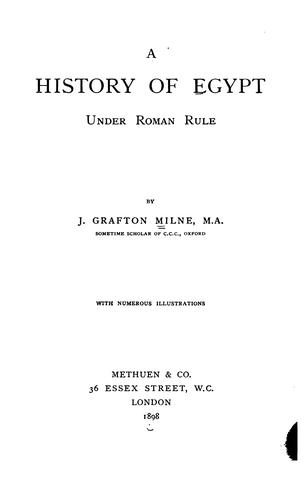 A
HISTORY OF EGYPT
UNDER ROMAN RULE
BY
J. GRAFTON MILNE, M.A.
SOMETIME SCHOLAR OF C.C.C., OXFORD
WITH NUMEROUS ILLUSTRATIONS
METHUEN & CO.
36 ESSEX STREET, W.C.
LONDON
1898